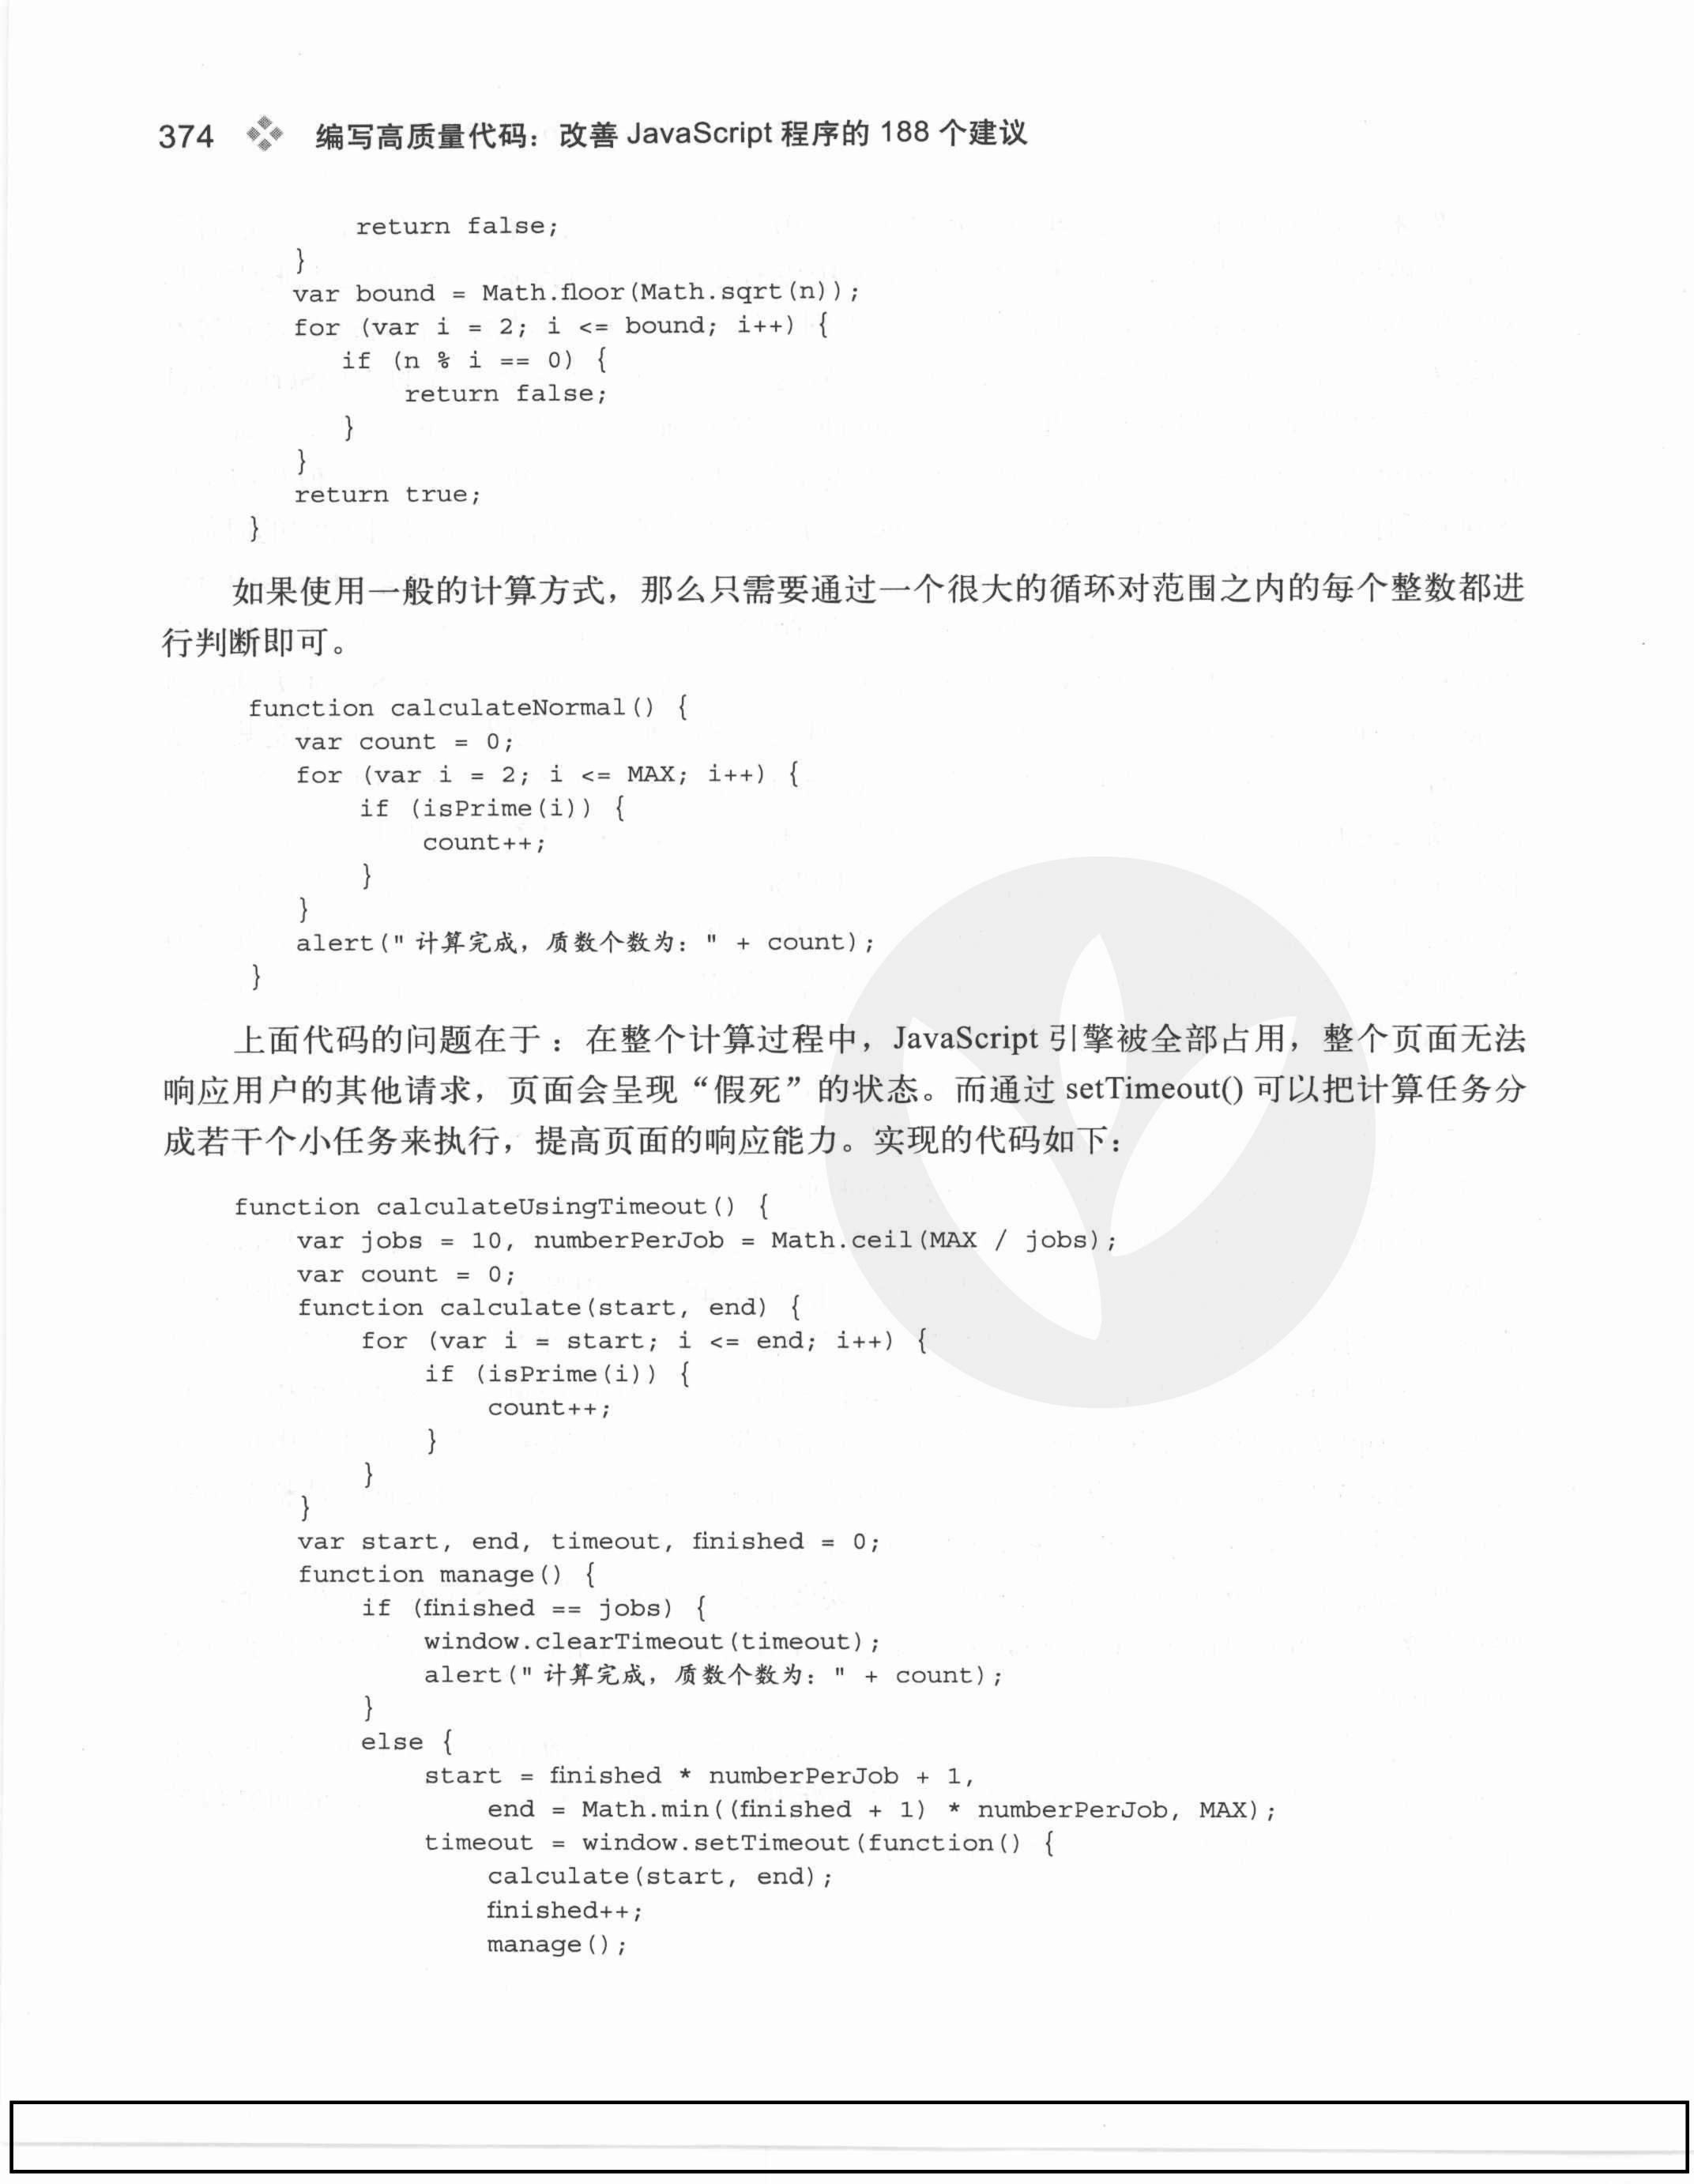 374 编写高质量代码：改善 JavaScript 程序的 188 个建议
return false;
}
var bound = Math.floor(Math.sqrt(n));
for (var i = 2; i <= bound; i++) {
if (n % i == 0) {
return false;
}
}
return true;
}
如果使用一般的计算方式，那么只需要通过一个很大的循环对范围之内的每个整数都进
行判断即可。
function calculateNormal() {
var count = 0;
for (var i = 2; i <= MAX; i++) {
if (isPrime(i)) {
count++;
}
}
alert(" 计算完成，质数个数为：" + count);
}
上面代码的问题在于：在整个计算过程中，JavaScript 引擎被全部占用，整个页面无法
响应用户的其他请求，页面会呈现“假死”的状态。而通过 setTimeout() 可以把计算任务分
成若干个小任务来执行，提高页面的响应能力。实现的代码如下：
function calculateUsingTimeout() {
var jobs = 10, numberPerJob = Math.ceil(MAX / jobs);
var count = 0;
function calculate(start, end) {
for (var i = start; i <= end; i++) {
if (isPrime(i)) {
count++;
}
}
}
var start, end, timeout, finished = 0;
function manage() {
if (finished == jobs) {
window.clearTimeout(timeout);
alert(" 计算完成，质数个数为：" + count);
}
else {
start = finished * numberPerJob + 1,
end = Math.min((finished + 1) * numberPerJob, MAX);
timeout = window.setTimeout(function() {
calculate(start, end);
finished++;
manage();